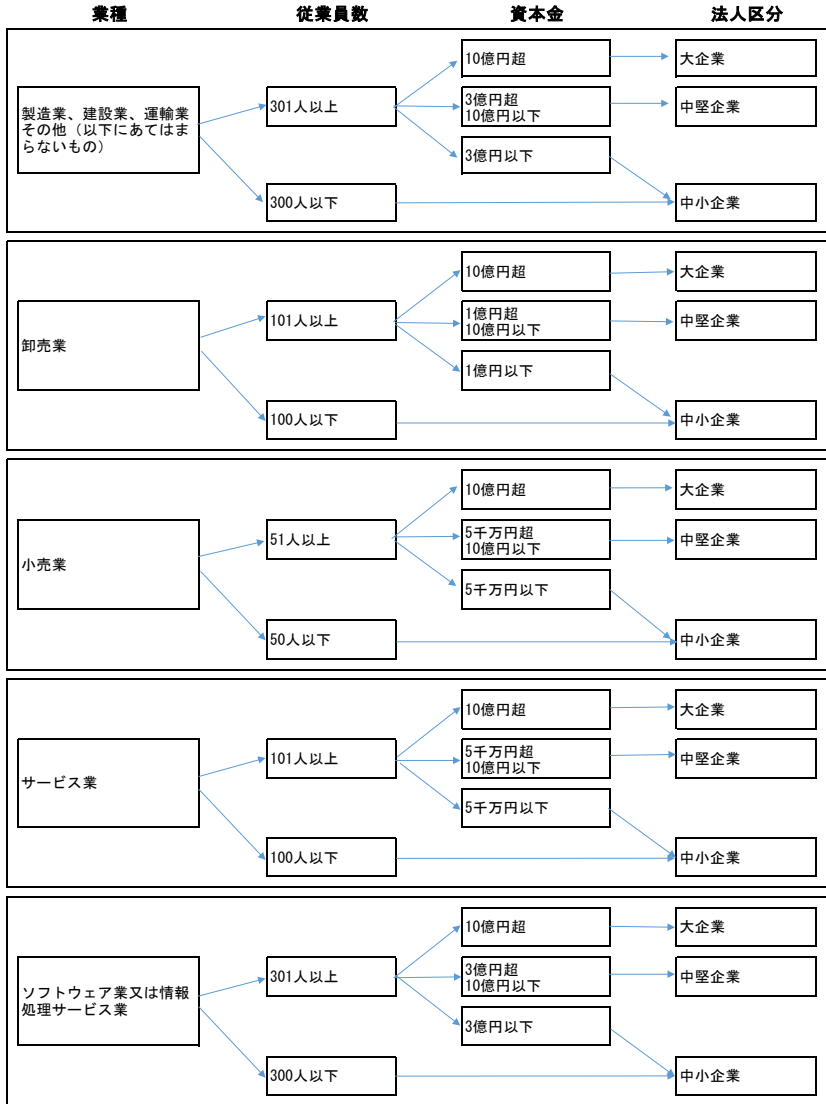 業種 従業員数 資本金 法人区分
製造業、建設業、運輸業
その他（以下にあてはま
らないもの）
301人以上
10億円超
大企業
3億円超
10億円以下
中堅企業
3億円以下
300人以下
中小企業
卸売業
101人以上
10億円超
大企業
1億円超
10億円以下
中堅企業
1億円以下
100人以下
中小企業
小売業
51人以上
10億円超
大企業
5千万円超
10億円以下
中堅企業
5千万円以下
50人以下
中小企業
サービス業
101人以上
10億円超
大企業
5千万円超
10億円以下
中堅企業
5千万円以下
100人以下
中小企業
ソフトウェア業又は情報
処理サービス業
301人以上
10億円超
大企業
3億円超
10億円以下
中堅企業
3億円以下
300人以下
中小企業